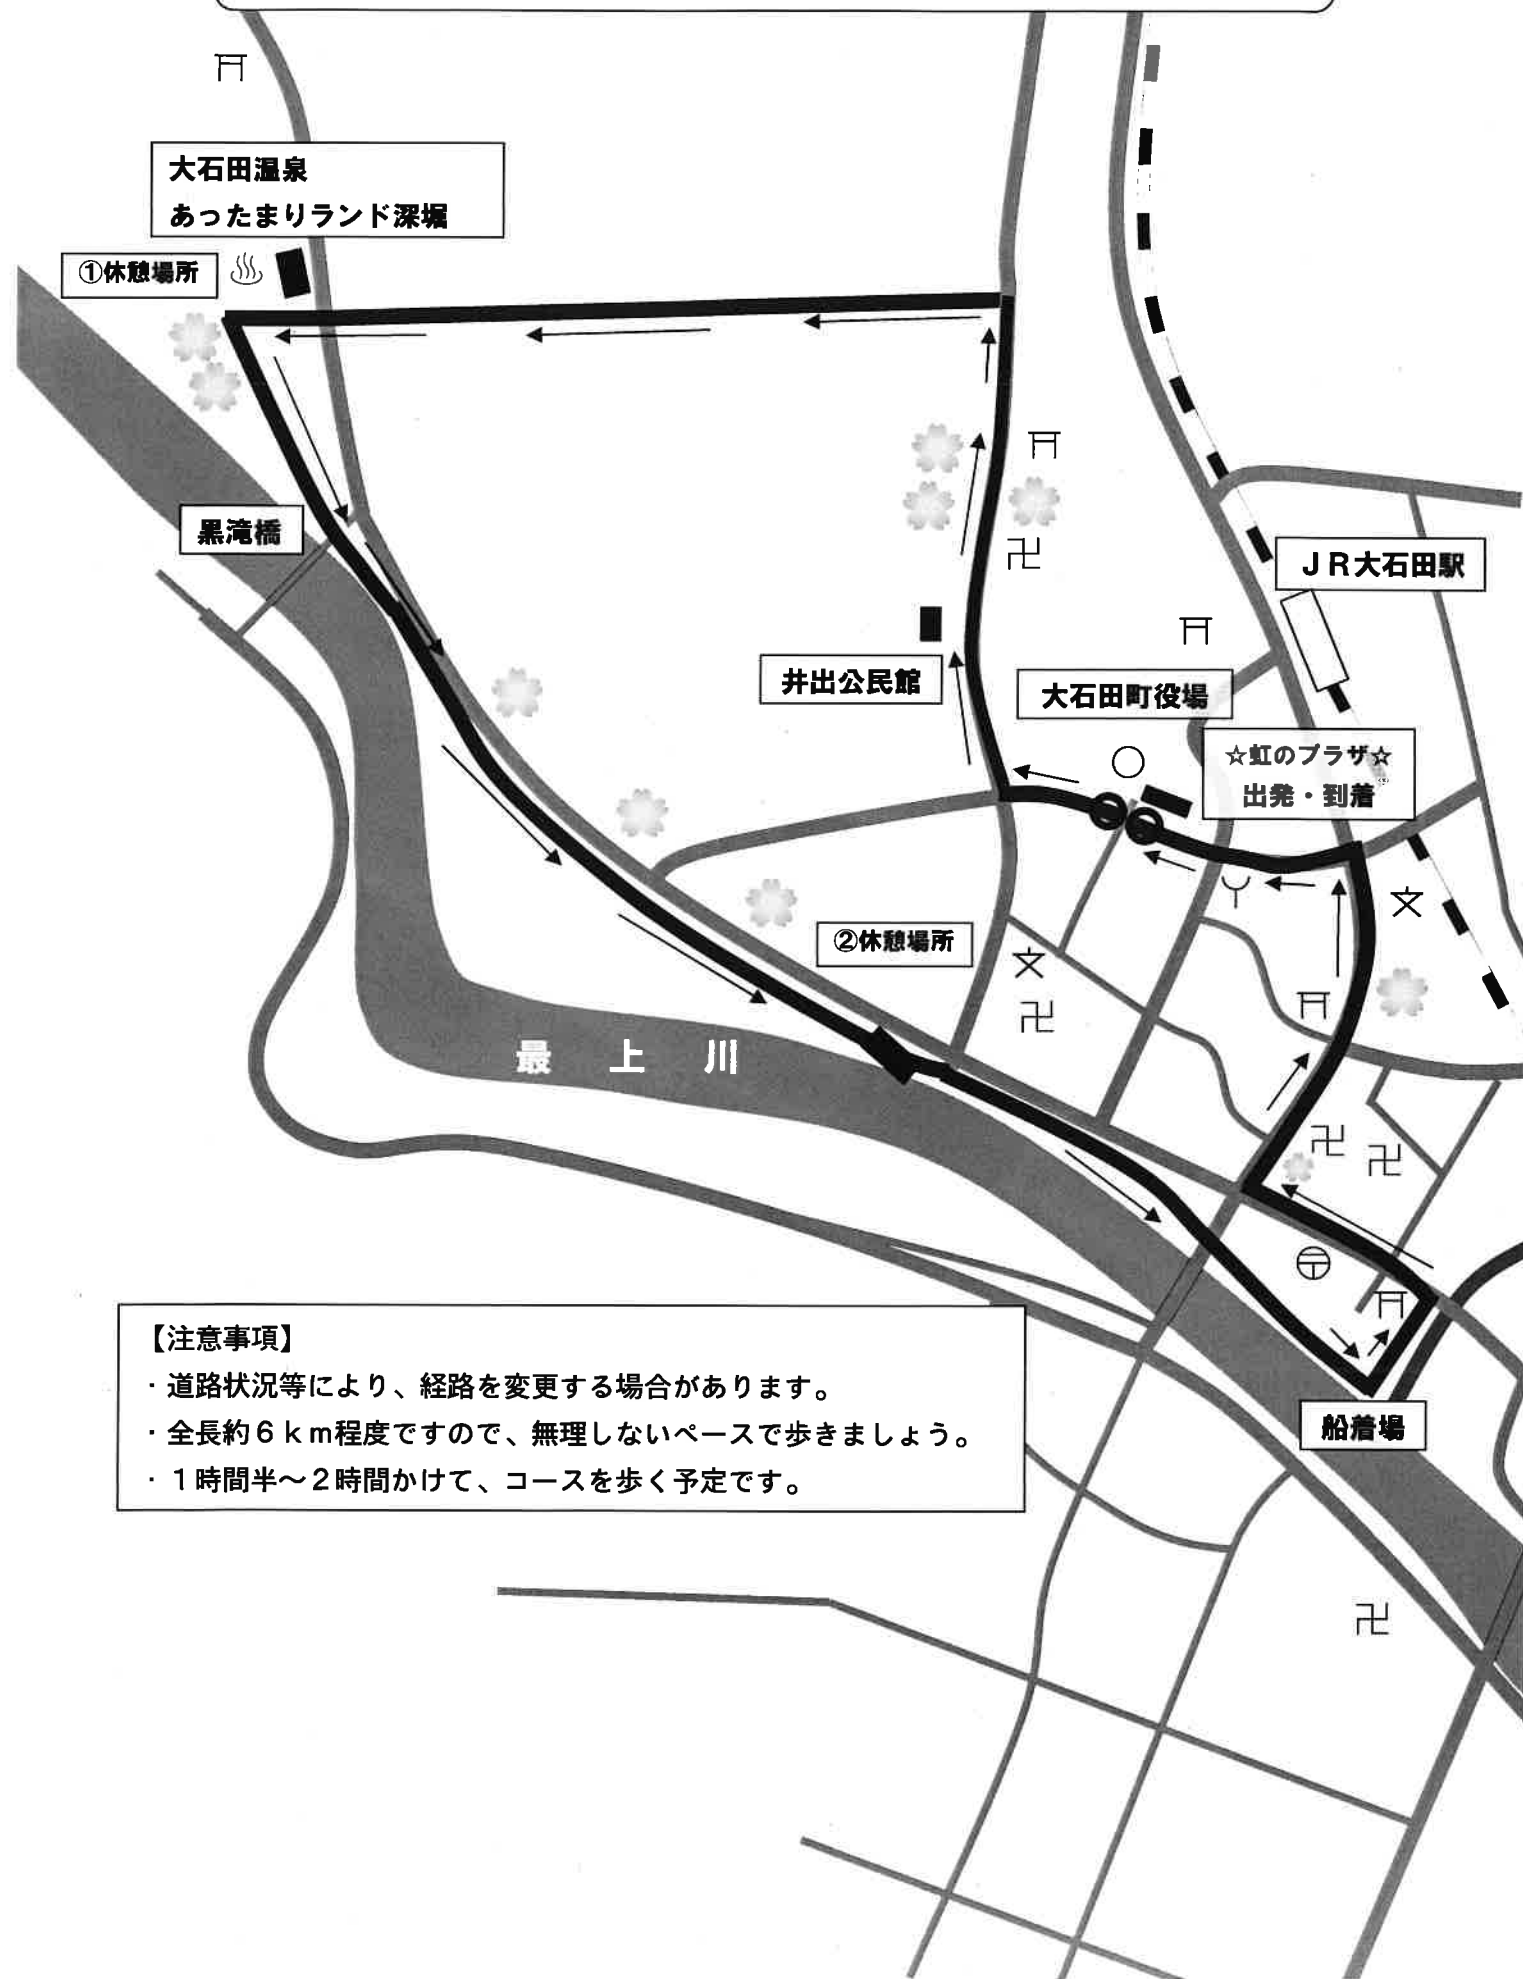 大石田温泉
あったまりランド深堀
①休憩場所
黒滝橋
JR大石田駅
井出公民館
大石田町役場
☆虹のプラザ☆
出発・到着
②休憩場所
最上川
船着場
【注意事項】
・道路状況等により、経路を変更する場合があります。
・全長約6km程度ですので、無理しないペースで歩きましょう。
・1時間半～2時間かけて、コースを歩く予定です。